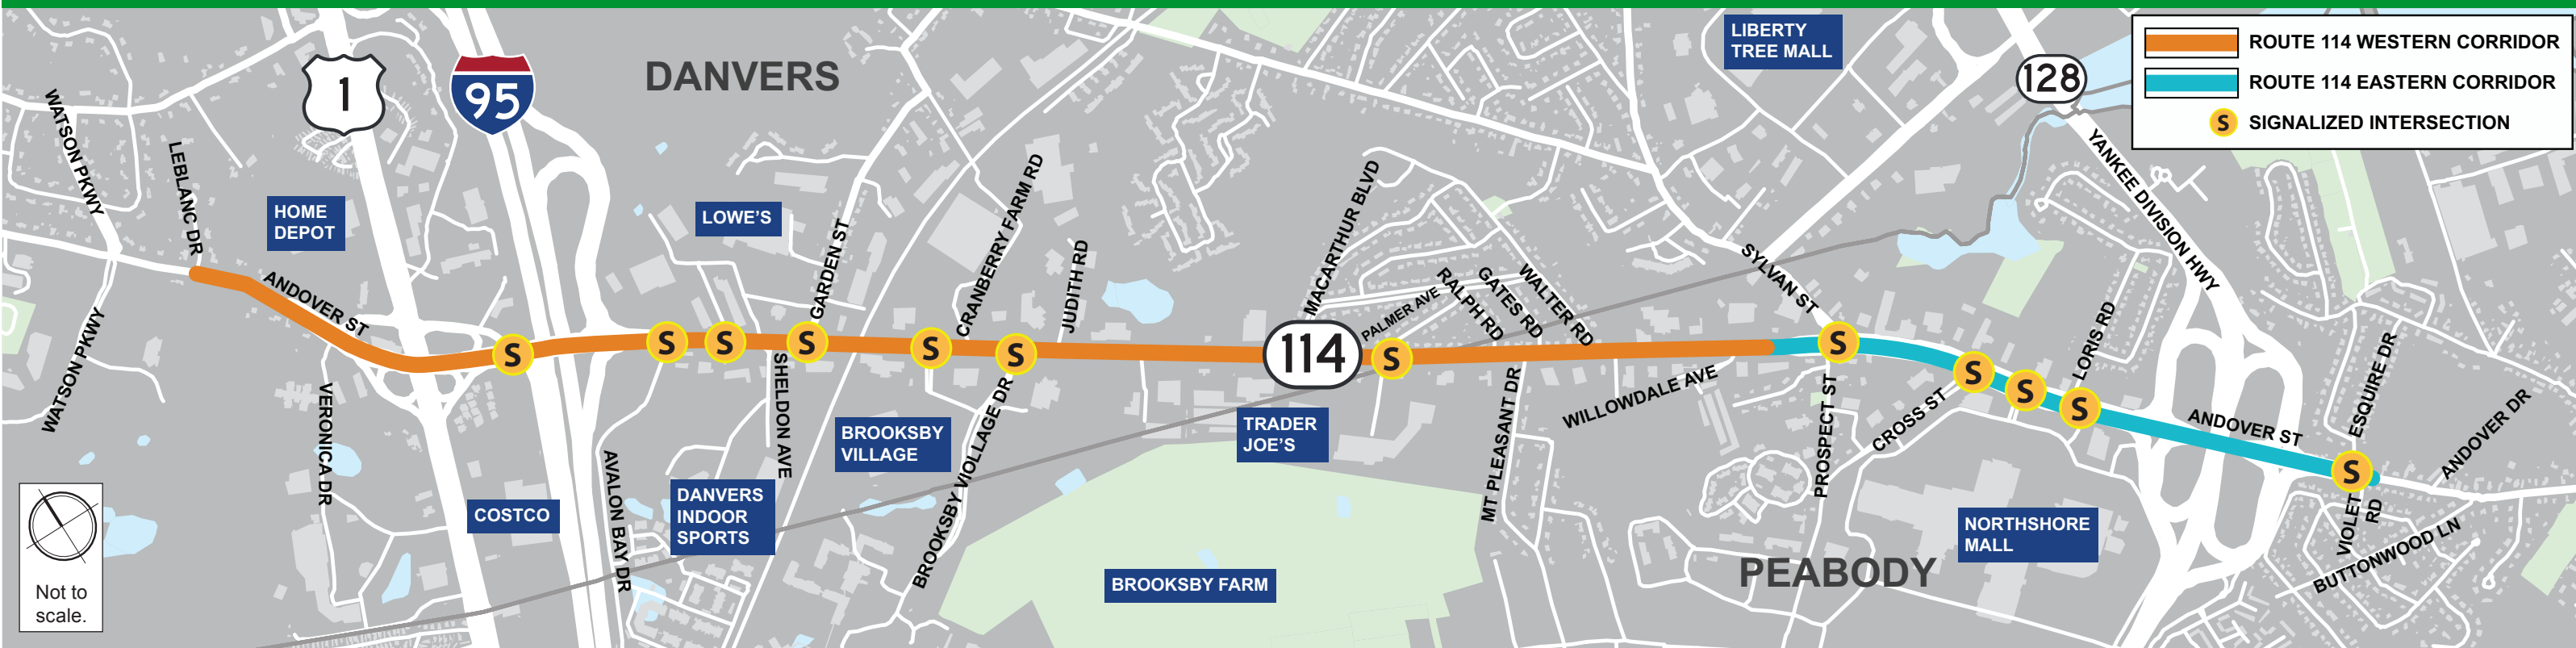 ROUTE 114 WESTERN CORRIDOR
ROUTE 114 EASTERN CORRIDOR
S SIGNALIZED INTERSECTION
LIBERTY
TREE MALL
128
1
95
DANVERS
WATSON PKWY
LEBLANC DR
HOME
DEPOT
LOWE'S
GARDEN ST
CRANBERRY FARM RD
JUDITH RD
MACARTHUR BLVD
PALMER AVE
RALPH RD
GATES RD
WALTER RD
SYLVAN ST
YANKEE DIVISION HWY
LORIS RD
ESQUIRE DR
ANDOVER DR
ANDOVER ST
S
S
S
S
S
S
114
S
S
S
S
S
ANDOVER ST
S
WATSON PKWY
VERONICA DR
COSTCO
AVALON BAY DR
SHELDON AVE
DANVERS
INDOOR
SPORTS
BROOKSBY
VILLAGE
BROOKSBY VIOLLAGE DR
TRADER
JOE'S
BROOKSBY FARM
MT PLEASANT DR
WILLOWDALE AVE
PROSPECT ST
CROSS ST
NORTHSHORE
MALL
PEABODY
VIOLET
RD
BUTTONWOOD LN
Not to
scale.